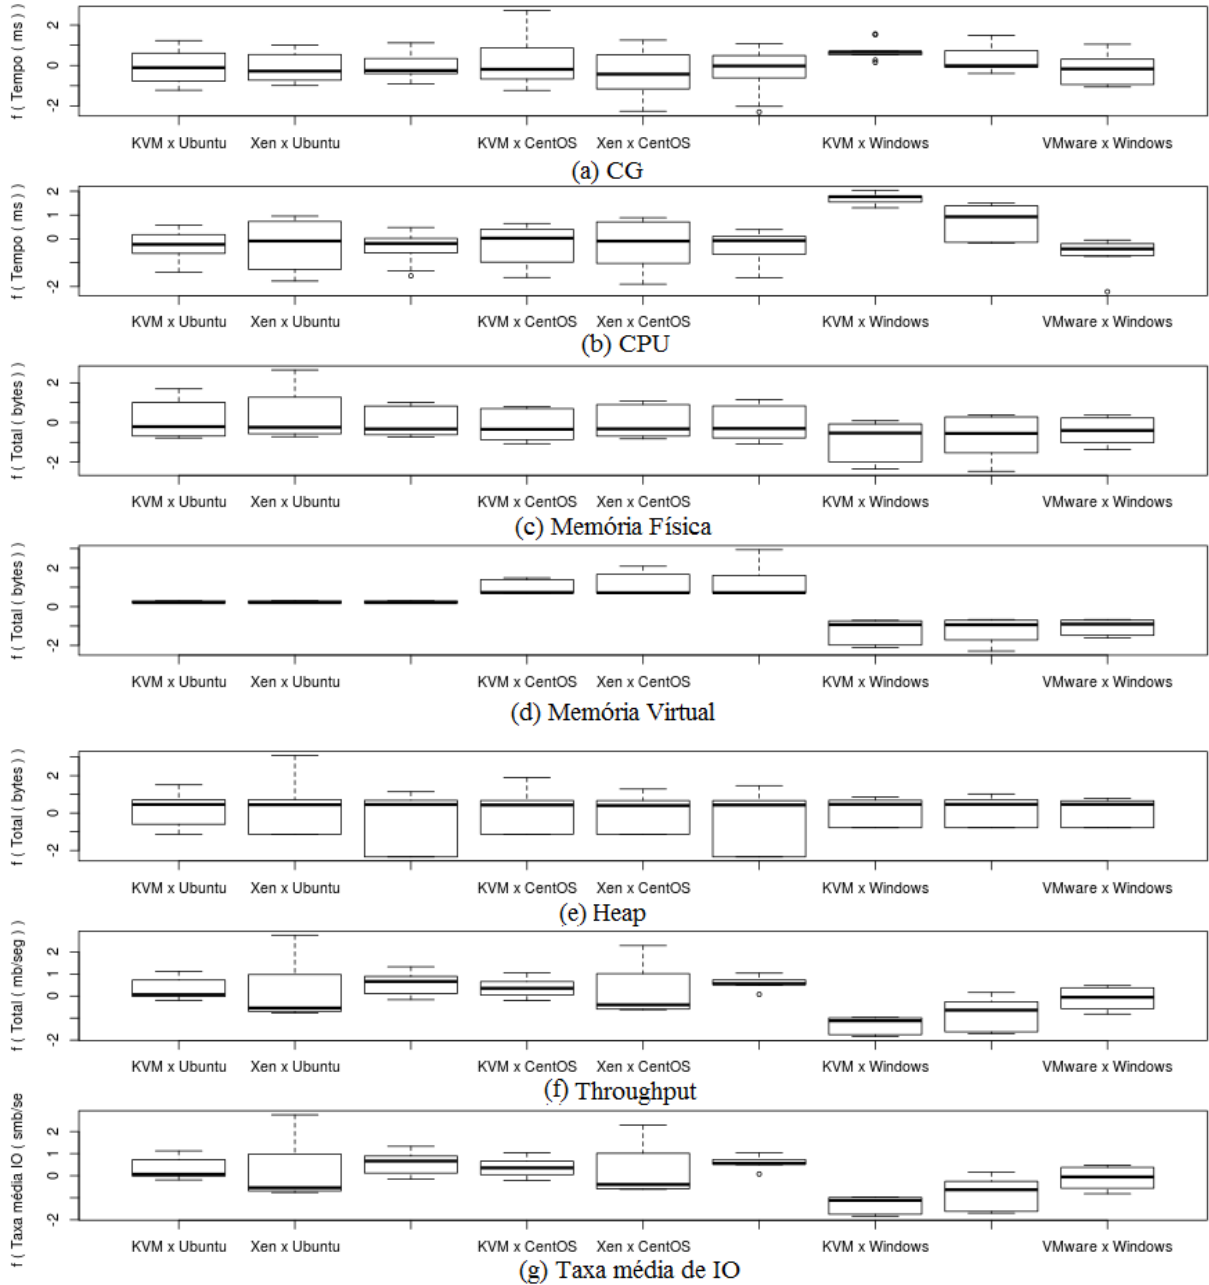 f ( Tempo ( ms ) )
2
0
-2
KVM x Ubuntu Xen x Ubuntu KVM x CentOS Xen x CentOS KVM x Windows VMware x Windows
(a) CG
f ( Tempo ( ms ) )
2
1
0
-2
KVM x Ubuntu Xen x Ubuntu KVM x CentOS Xen x CentOS KVM x Windows VMware x Windows
(b) CPU
f ( Total ( bytes ) )
2
0
-2
KVM x Ubuntu Xen x Ubuntu KVM x CentOS Xen x CentOS KVM x Windows VMware x Windows
(c) Memória Física
f ( Total ( bytes ) )
2
0
-2
KVM x Ubuntu Xen x Ubuntu KVM x CentOS Xen x CentOS KVM x Windows VMware x Windows
(d) Memória Virtual
f ( Total ( bytes ) )
2
0
-2
KVM x Ubuntu Xen x Ubuntu KVM x CentOS Xen x CentOS KVM x Windows VMware x Windows
(e) Heap
f ( Total ( mb/seg ) )
2
1
0
-2
KVM x Ubuntu Xen x Ubuntu KVM x CentOS Xen x CentOS KVM x Windows VMware x Windows
(f) Throughput
f ( Taxa média IO ( smb/se
2
1
0
-2
KVM x Ubuntu Xen x Ubuntu KVM x CentOS Xen x CentOS KVM x Windows VMware x Windows
(g) Taxa média de IO